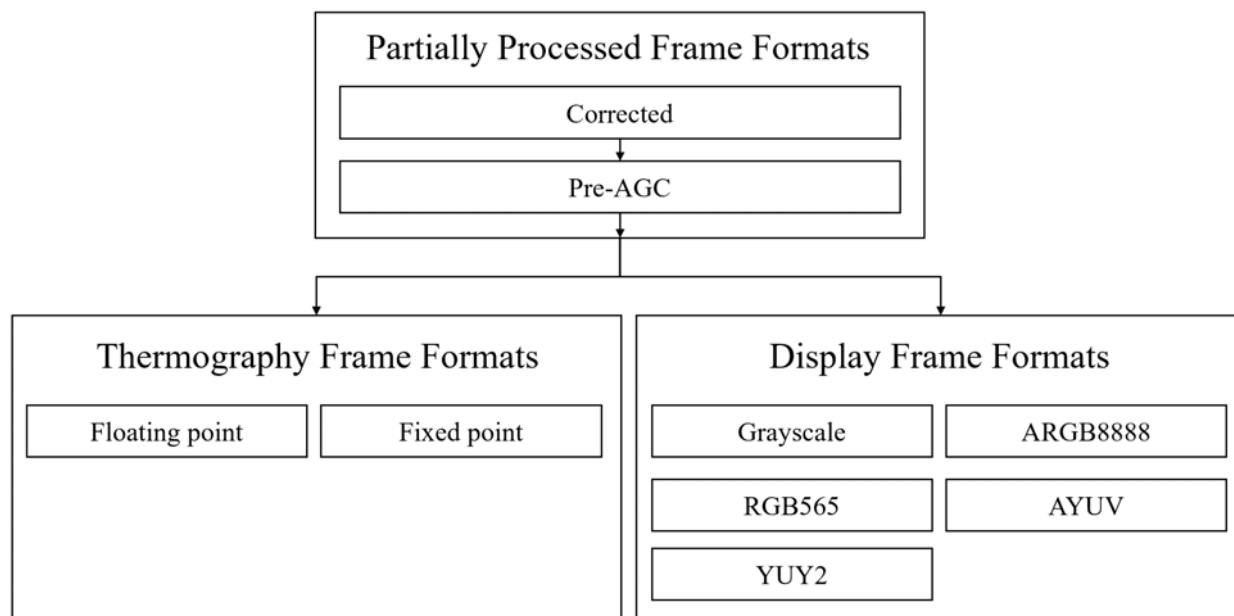 Partially Processed Frame Formats
Corrected
Pre-AGC
Thermography Frame Formats
Floating point
Fixed point
Display Frame Formats
Grayscale
ARGB8888
RGB565
AYUV
YUY2